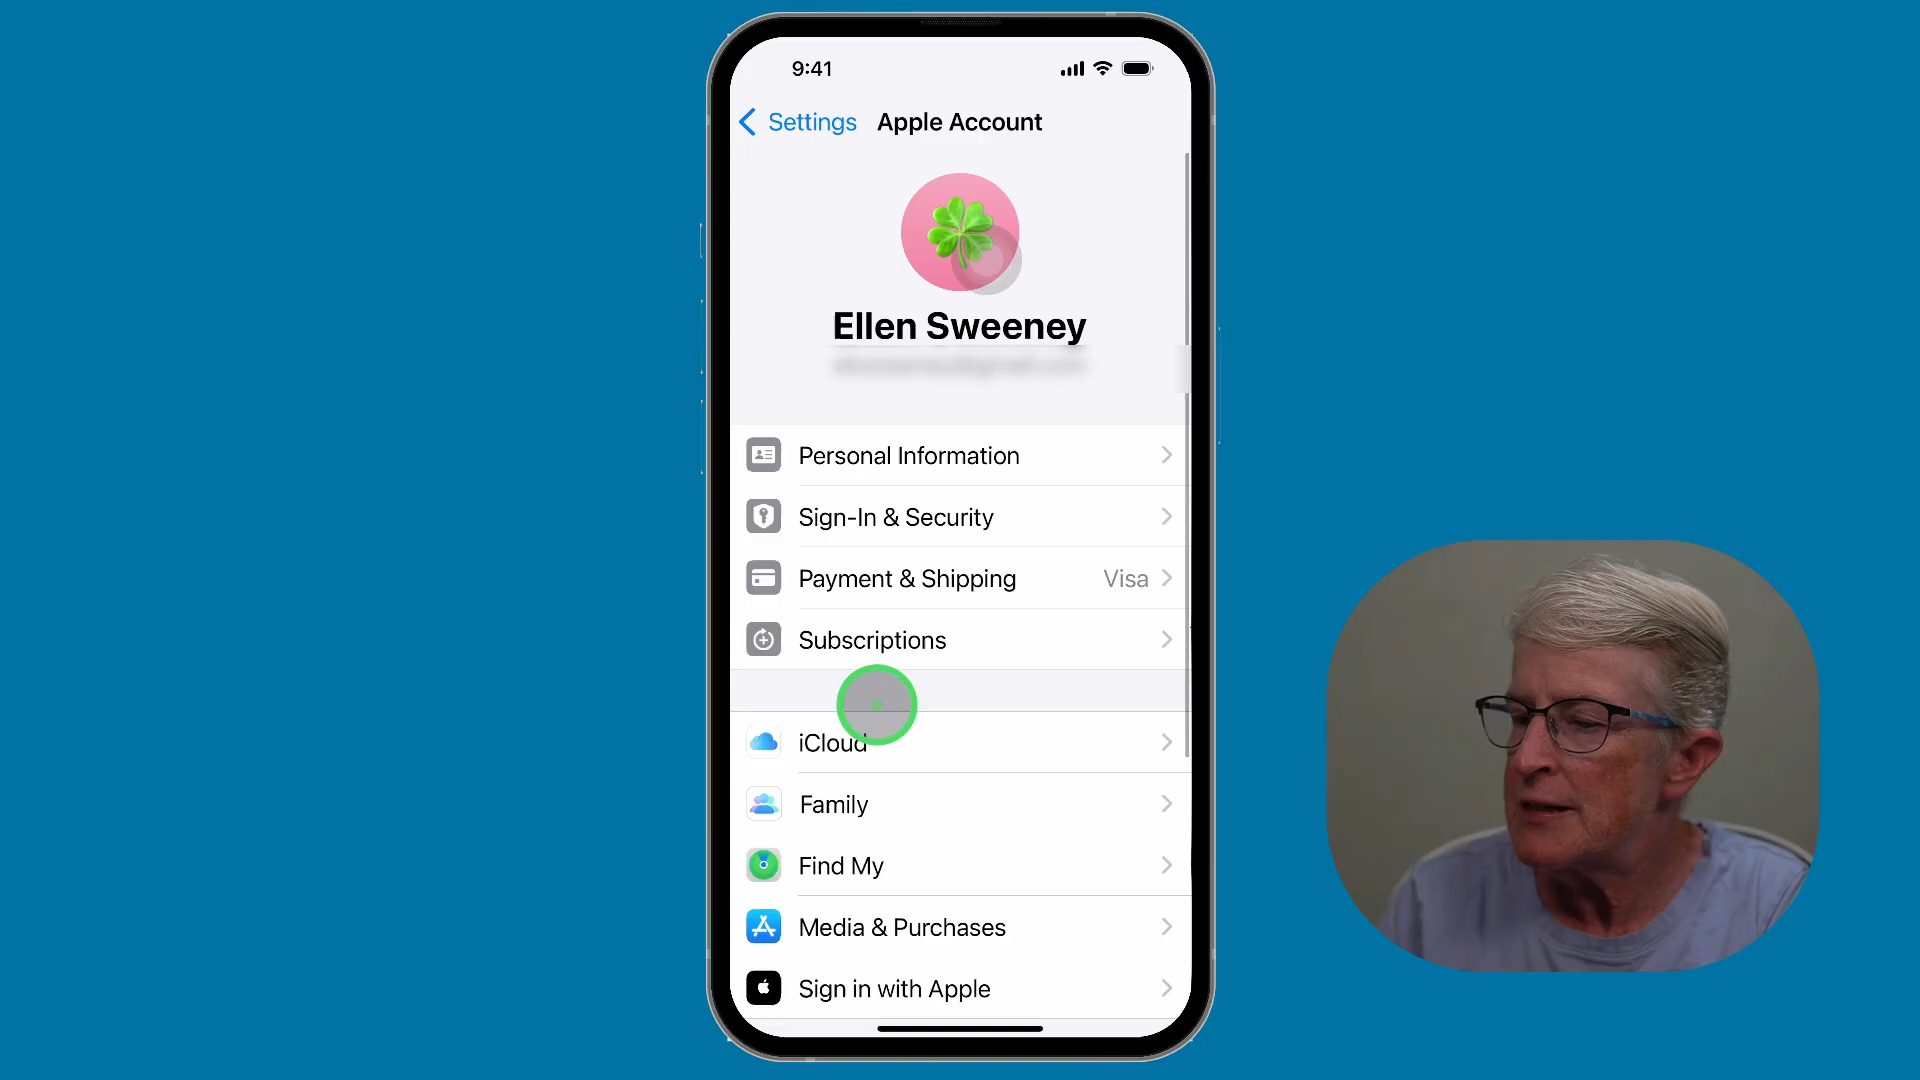 9:41
Settings
Apple Account
Ellen Sweeney
Personal Information
Sign-In & Security
Payment & Shipping Visa
Subscriptions
iCloud
Family
Find My
Media & Purchases
Sign in with Apple